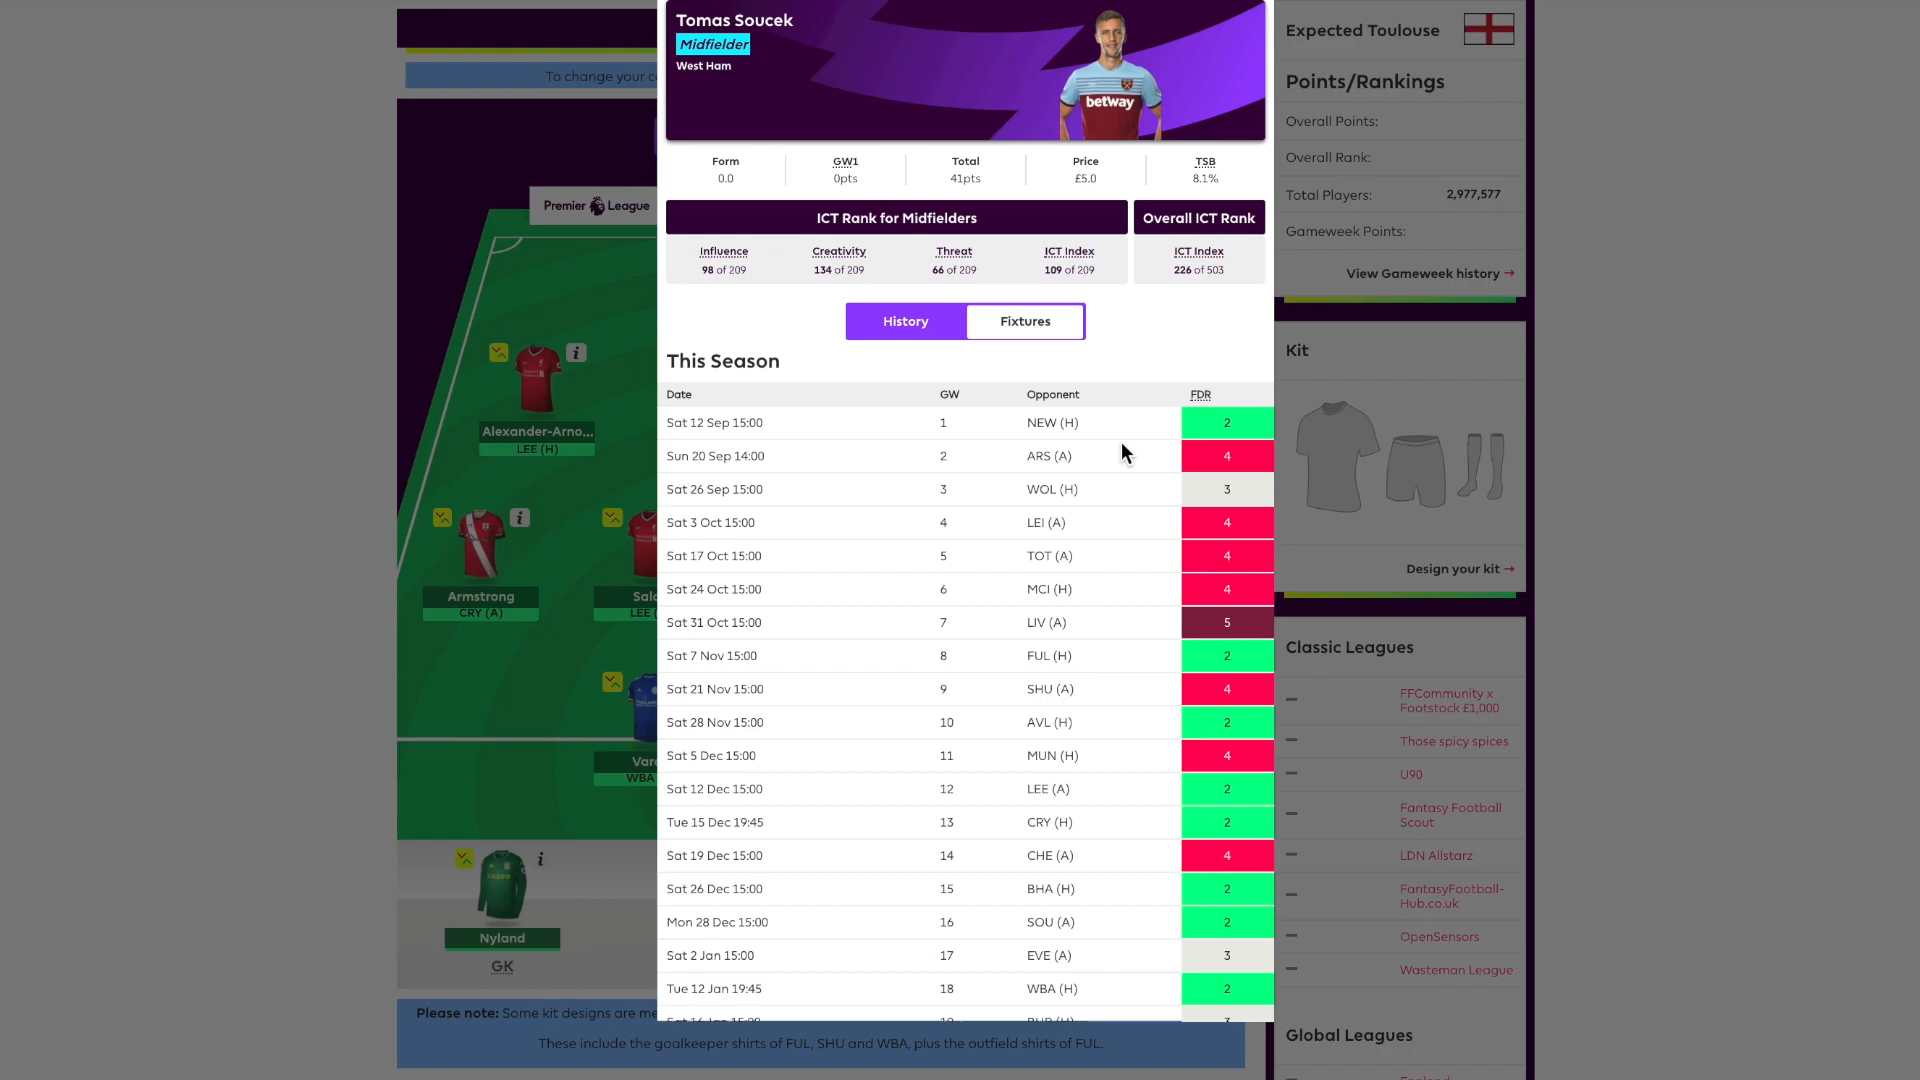 Tomas Soucek
Midfielder
West Ham
betway
Form GW1 Total Price TSB
0.0 0pts 41pts £5.0 8.1%
ICT Rank for Midfielders Overall ICT Rank
Influence Creativity Threat ICT Index ICT Index
98 of 209 134 of 209 66 of 209 109 of 209 226 of 503
History Fixtures
This Season
Date GW Opponent FDR
Sat 12 Sep 15:00 1 NEW (H) 2
Sun 20 Sep 14:00 2 ARS (A) 4
Sat 26 Sep 15:00 3 WOL (H) 3
Sat 3 Oct 15:00 4 LEI (A) 4
Sat 17 Oct 15:00 5 TOT (A) 4
Sat 24 Oct 15:00 6 MCI (H) 4
Sat 31 Oct 15:00 7 LIV (A) 5
Sat 7 Nov 15:00 8 FUL (H) 2
Sat 21 Nov 15:00 9 SHU (A) 4
Sat 28 Nov 15:00 10 AVL (H) 2
Sat 5 Dec 15:00 11 MUN (H) 4
Sat 12 Dec 15:00 12 LEE (A) 2
Tue 15 Dec 19:45 13 CRY (H) 2
Sat 19 Dec 15:00 14 CHE (A) 4
Sat 26 Dec 15:00 15 BHA (H) 2
Mon 28 Dec 15:00 16 SOU (A) 2
Sat 2 Jan 15:00 17 EVE (A) 3
Tue 12 Jan 19:45 18 WBA (H) 2
To change your c
Premier League
Alexander-Arno...
LEE (H)
Armstrong
CRY (A)
Sal
LEE (
Var
WBA
Nyland
GK
Please note: Some kit designs are me
These include the goalkeeper shirts of FUL, SHU and WBA, plus the outfield shirts of FUL.
Expected Toulouse
Points/Rankings
Overall Points:
Overall Rank:
Total Players: 2,977,577
Gameweek Points:
View Gameweek history →
Kit
Design your kit →
Classic Leagues
FFCommunity x
Footstock £1,000
Those spicy spices
U90
Fantasy Football
Scout
LDN Allstarz
FantasyFootball-
Hub.co.uk
OpenSensors
Wasteman League
Global Leagues